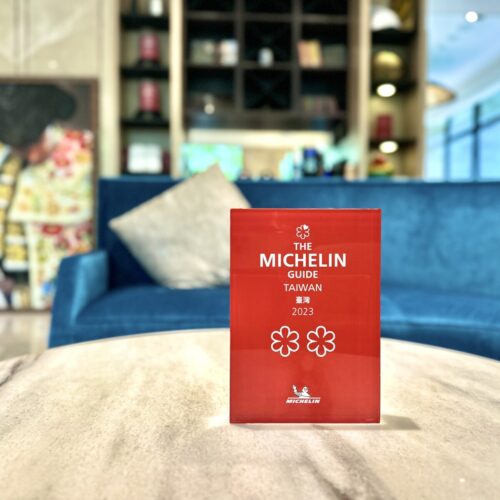 THE
MICHELIN
GUIDE
TAIWAN
臺灣
2023
MICHELIN